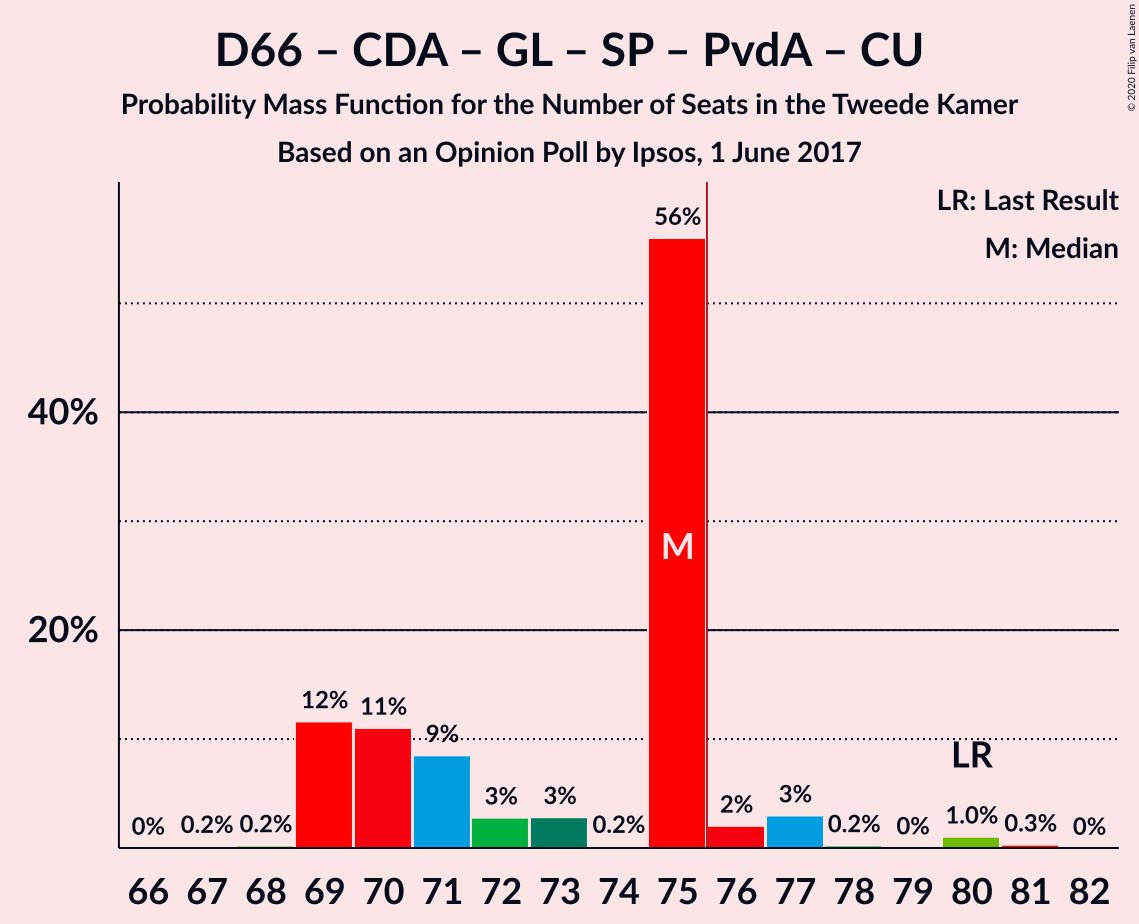 D66 – CDA – GL – SP – PvdA – CU
Probability Mass Function for the Number of Seats in the Tweede Kamer
Based on an Opinion Poll by Ipsos, 1 June 2017
© 2020 Filip van Laenen
LR: Last Result
M: Median
56%
40%
M
20%
12% 11% 9% LR
0% 0.2% 0.2% 3% 3% 0.2% 2% 3% 0.2% 0% 1.0% 0.3% 0%
66 67 68 69 70 71 72 73 74 75 76 77 78 79 80 81 82